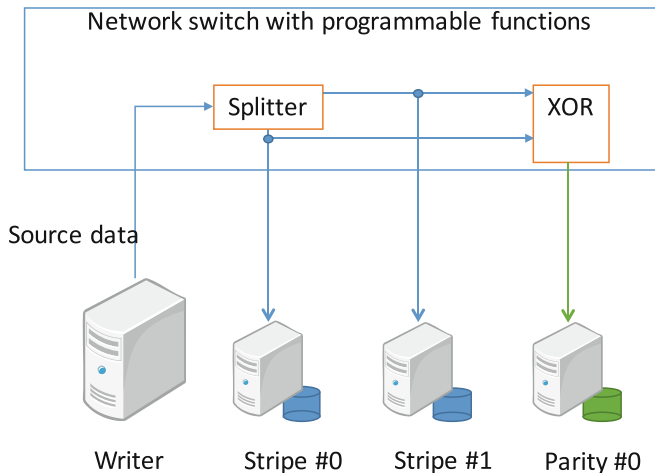 Network switch with programmable functions
Splitter
XOR
Source data
Writer
Stripe #0
Stripe #1
Parity #0